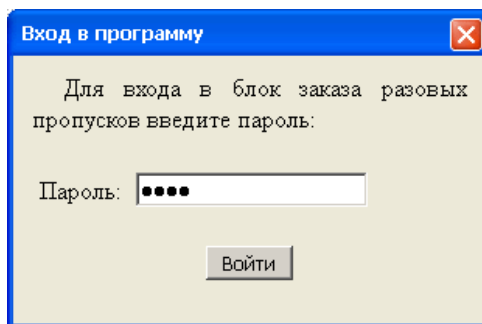 Вход в программу
Для входа в блок заказа разовых
пропусков введите пароль:
Пароль: ••••
Войти